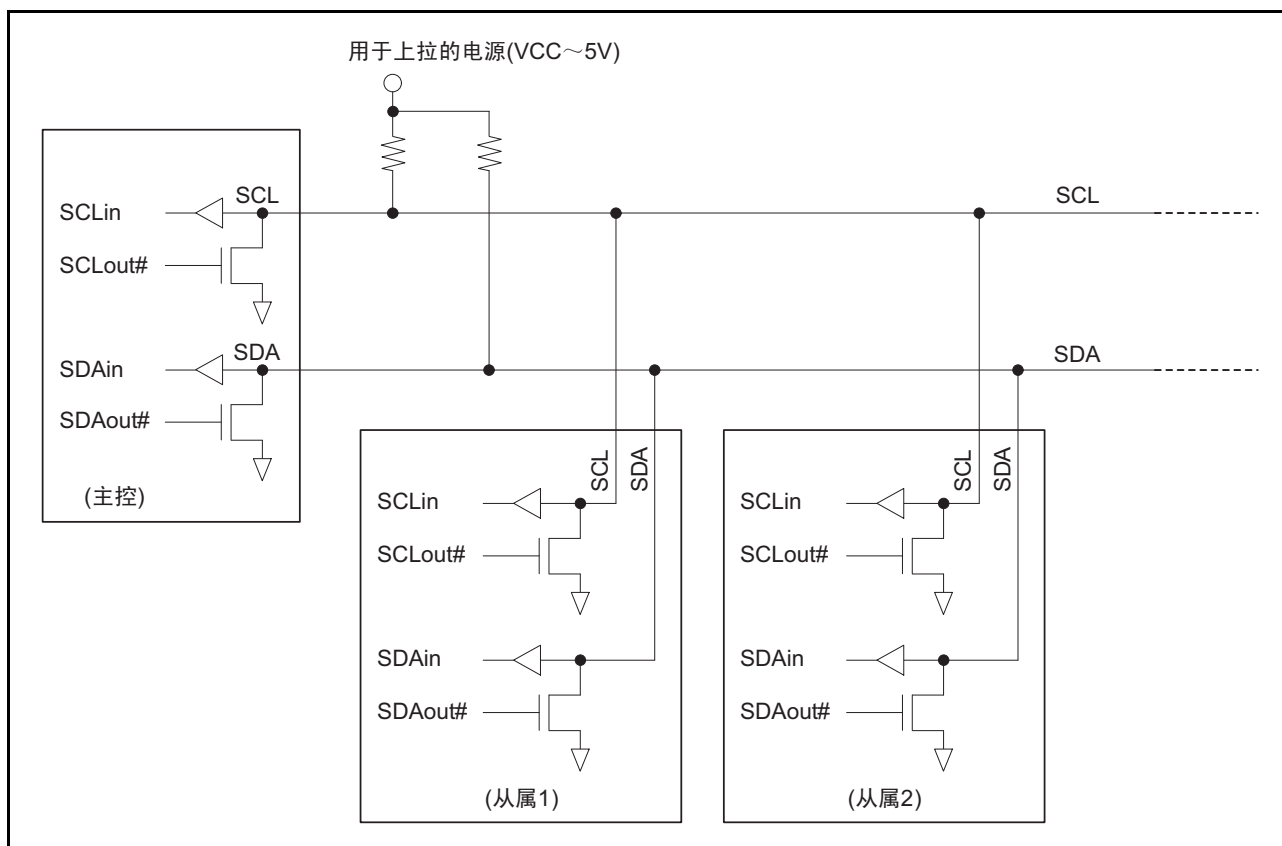 用于上拉的电源(VCC～5V)
SCL
SCLin
SCLout#
SDA
SDAin
SDAout#
(主控)
SCL
SDA
SCL
SDA
SCLin
SCLout#
SDAin
SDAout#
(从属1)
SCL
SDA
SCLin
SCLout#
SDAin
SDAout#
(从属2)